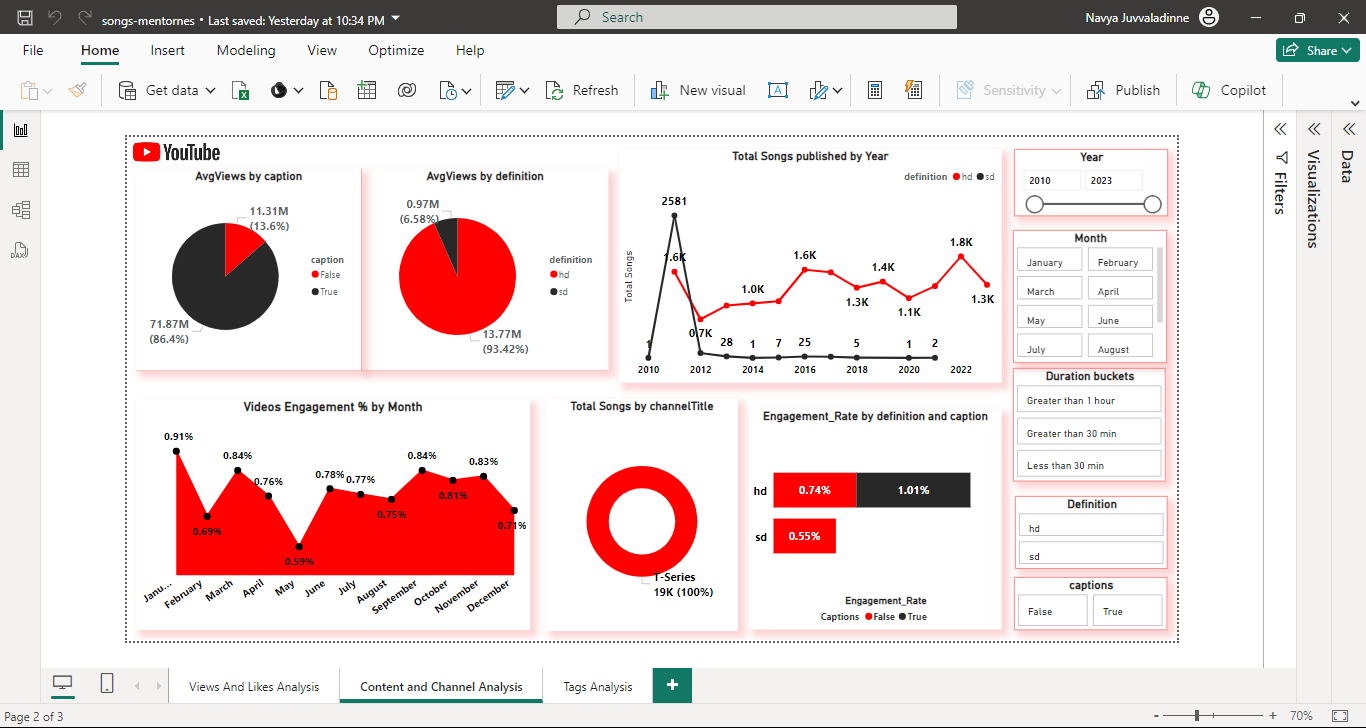 songs-mentornes • Last saved: Yesterday at 10:34 PM
Search
Navya Juvvaladinne
File Home Insert Modeling View Optimize Help
Share
Get data
Refresh
New visual
Sensitivity
Publish
Copilot
YouTube
AvgViews by caption
11.31M
(13.6%)
71.87M
(86.4%)
caption
False
True
AvgViews by definition
0.97M
(6.58%)
13.77M
(93.42%)
definition
hd
sd
Total Songs published by Year
definition hd sd
Total Songs
2581
1.6K
0.7K
1.0K
1.6K
1.3K
1.4K
1.1K
1.8K
1.3K
1
28
1
7
25
5
1
2
2010 2012 2014 2016 2018 2020 2022
Year
2010 2023
Month
January February
March April
May June
July August
Duration buckets
Greater than 1 hour
Greater than 30 min
Less than 30 min
Definition
hd
sd
captions
False True
Videos Engagement % by Month
0.91%
0.69%
0.84%
0.76%
0.59%
0.78%
0.77%
0.75%
0.84%
0.81%
0.83%
0.71%
Janu... February March April May June July August September October November December
Total Songs by channelTitle
T-Series
19K (100%)
Engagement_Rate by definition and caption
hd 0.74% 1.01%
sd 0.55%
Engagement_Rate
Captions False True
Filters
Visualizations
Data
DAX
Views And Likes Analysis
Content and Channel Analysis
Tags Analysis
+
Page 2 of 3
- + 70%